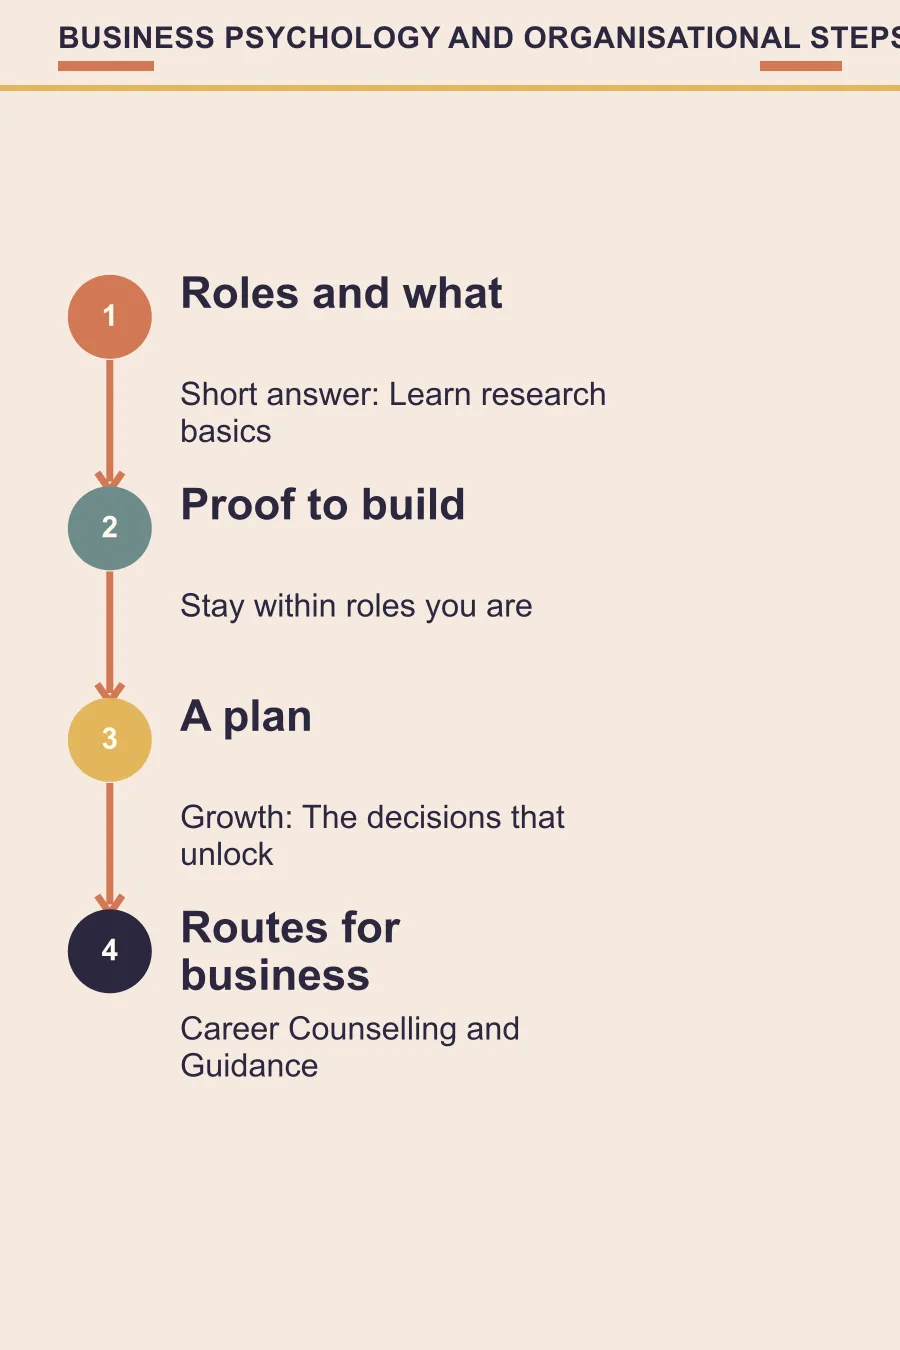 BUSINESS PSYCHOLOGY AND ORGANISATIONAL STEPS
1
Roles and what
Short answer: Learn research
basics
2
Proof to build
Stay within roles you are
3
A plan
Growth: The decisions that
unlock
4
Routes for
business
Career Counselling and
Guidance